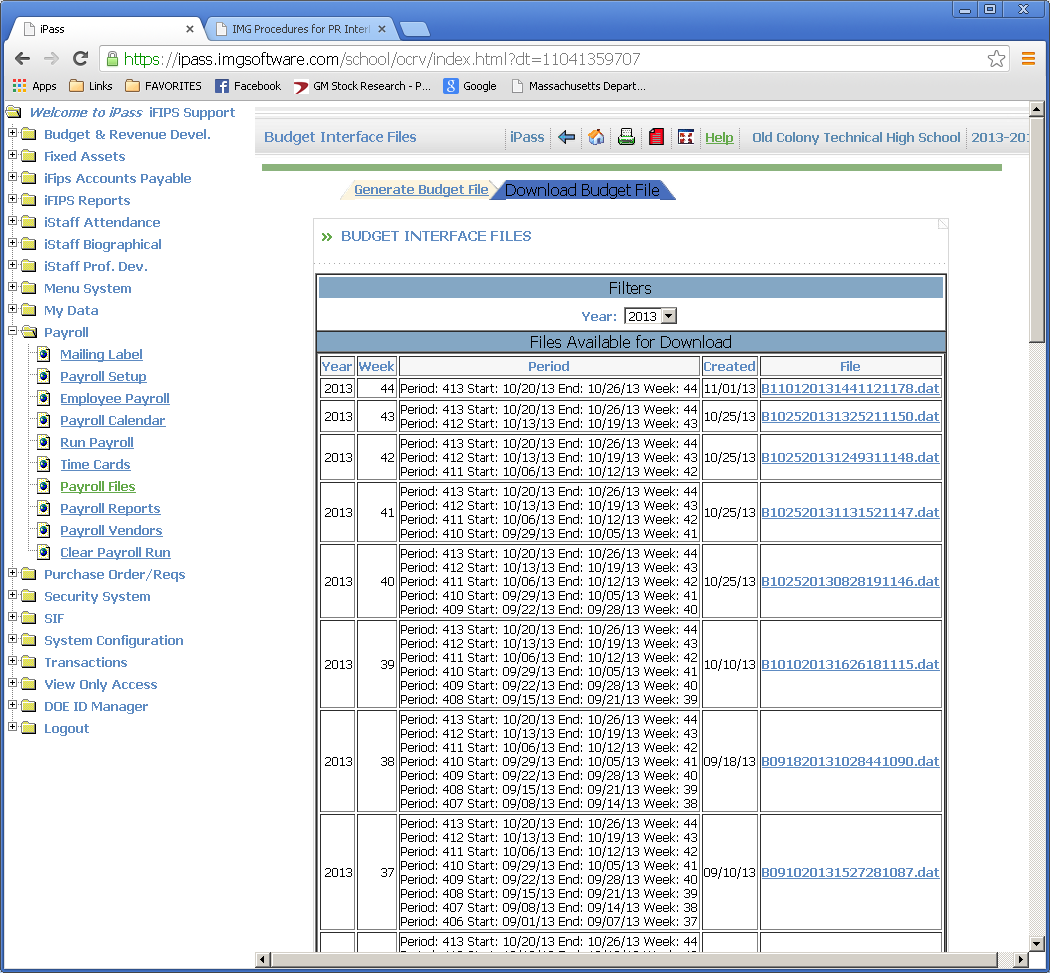 iPass
IMG Procedures for PR Inter
https://ipass.imgsoftware.com/school/ocrv/index.html?dt=11041359707
Apps Links FAVORITES Facebook GM Stock Research - P... Google Massachusetts Depart...
Welcome to iPass iFIPS Support
Budget & Revenue Devel.
Fixed Assets
iFips Accounts Payable
iFIPS Reports
iStaff Attendance
iStaff Biographical
iStaff Prof. Dev.
Menu System
My Data
Payroll
Mailing Label
Payroll Setup
Employee Payroll
Payroll Calendar
Run Payroll
Time Cards
Payroll Files
Payroll Reports
Payroll Vendors
Clear Payroll Run
Purchase Order/Reqs
Security System
SIF
System Configuration
Transactions
View Only Access
DOE ID Manager
Logout
Budget Interface Files iPass Help Old Colony Technical High School 2013-201
Generate Budget File Download Budget File
» BUDGET INTERFACE FILES
Filters
Year: 2013
Files Available for Download
Year Week Period Created File
2013 44 Period: 413 Start: 10/20/13 End: 10/26/13 Week: 44 11/01/13 B110120131441121178.dat
2013 43 Period: 413 Start: 10/20/13 End: 10/26/13 Week: 44 10/25/13 B102520131325211150.dat
Period: 412 Start: 10/13/13 End: 10/19/13 Week: 43
2013 42 Period: 413 Start: 10/20/13 End: 10/26/13 Week: 44 10/25/13 B102520131249311148.dat
Period: 412 Start: 10/13/13 End: 10/19/13 Week: 43
Period: 411 Start: 10/06/13 End: 10/12/13 Week: 42
2013 41 Period: 413 Start: 10/20/13 End: 10/26/13 Week: 44 10/25/13 B102520131131521147.dat
Period: 412 Start: 10/13/13 End: 10/19/13 Week: 43
Period: 411 Start: 10/06/13 End: 10/12/13 Week: 42
Period: 410 Start: 09/29/13 End: 10/05/13 Week: 41
2013 40 Period: 413 Start: 10/20/13 End: 10/26/13 Week: 44 10/25/13 B102520130828191146.dat
Period: 412 Start: 10/13/13 End: 10/19/13 Week: 43
Period: 411 Start: 10/06/13 End: 10/12/13 Week: 42
Period: 410 Start: 09/29/13 End: 10/05/13 Week: 41
Period: 409 Start: 09/22/13 End: 09/28/13 Week: 40
2013 39 Period: 413 Start: 10/20/13 End: 10/26/13 Week: 44 10/10/13 B101020131626181115.dat
Period: 412 Start: 10/13/13 End: 10/19/13 Week: 43
Period: 411 Start: 10/06/13 End: 10/12/13 Week: 42
Period: 410 Start: 09/29/13 End: 10/05/13 Week: 41
Period: 409 Start: 09/22/13 End: 09/28/13 Week: 40
Period: 408 Start: 09/15/13 End: 09/21/13 Week: 39
2013 38 Period: 413 Start: 10/20/13 End: 10/26/13 Week: 44 09/18/13 B091820131028441090.dat
Period: 412 Start: 10/13/13 End: 10/19/13 Week: 43
Period: 411 Start: 10/06/13 End: 10/12/13 Week: 42
Period: 410 Start: 09/29/13 End: 10/05/13 Week: 41
Period: 409 Start: 09/22/13 End: 09/28/13 Week: 40
Period: 408 Start: 09/15/13 End: 09/21/13 Week: 39
Period: 407 Start: 09/08/13 End: 09/14/13 Week: 38
2013 37 Period: 413 Start: 10/20/13 End: 10/26/13 Week: 44 09/10/13 B091020131527281087.dat
Period: 412 Start: 10/13/13 End: 10/19/13 Week: 43
Period: 411 Start: 10/06/13 End: 10/12/13 Week: 42
Period: 410 Start: 09/29/13 End: 10/05/13 Week: 41
Period: 409 Start: 09/22/13 End: 09/28/13 Week: 40
Period: 408 Start: 09/15/13 End: 09/21/13 Week: 39
Period: 407 Start: 09/08/13 End: 09/14/13 Week: 38
Period: 406 Start: 09/01/13 End: 09/07/13 Week: 37
Period: 413 Start: 10/20/13 End: 10/26/13 Week: 44